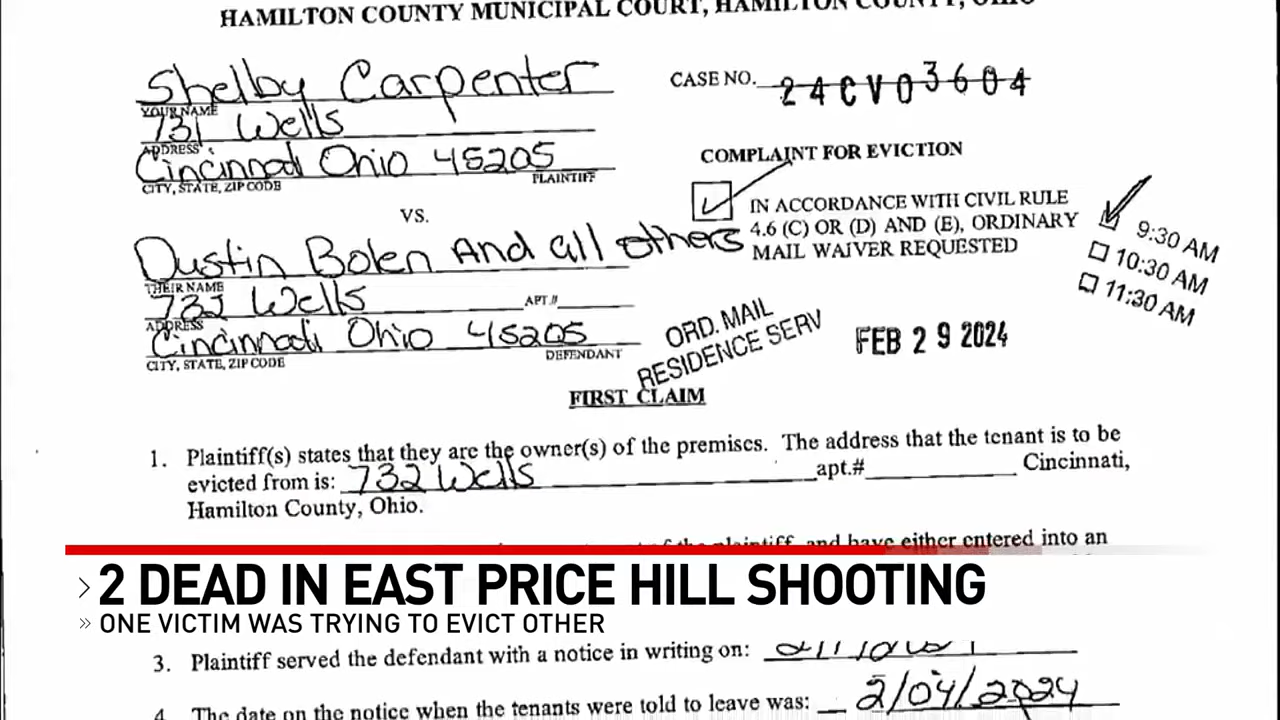 HAMILTON COUNTY MUNICIPAL COURT, HAMILTON COUNTY, OHIO
Shelby Carpenter
CASE NO. 24CV03604
YOUR NAME
731 Wells
ADDRESS
COMPLAINT FOR EVICTION
Cincinnati Ohio 45205
CITY, STATE, ZIP CODE PLAINTIFF
VS.
IN ACCORDANCE WITH CIVIL RULE
4.6 (C) OR (D) AND (E), ORDINARY
MAIL WAIVER REQUESTED
9:30 AM
10:30 AM
11:30 AM
Dustin Bolen And all others
THEIR NAME
732 Wells APT.#
ADDRESS
Cincinnati Ohio 45205
CITY, STATE, ZIP CODE DEFENDANT
ORD. MAIL
RESIDENCE SERV
FEB 29 2024
FIRST CLAIM
1. Plaintiff(s) states that they are the owner(s) of the premises. The address that the tenant is to be
evicted from is: 732 Wells apt.# Cincinnati,
Hamilton County, Ohio.
plaintiff, and have either entered into an
2 DEAD IN EAST PRICE HILL SHOOTING
ONE VICTIM WAS TRYING TO EVICT OTHER
3. Plaintiff served the defendant with a notice in writing on:
4. The date on the notice when the tenants were told to leave was: 2/04/2024